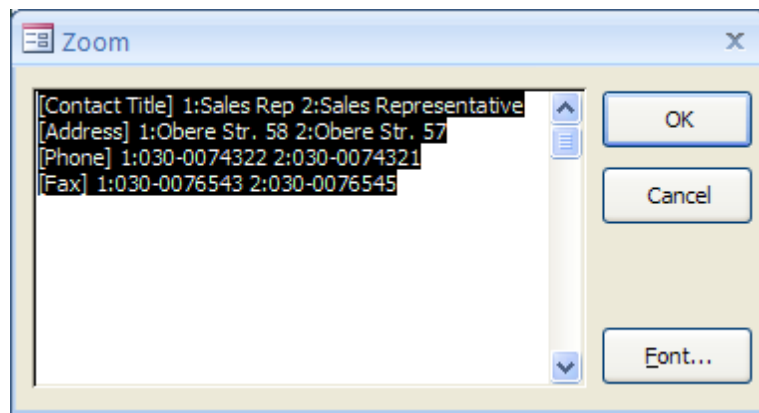 Zoom
[Contact Title] 1:Sales Rep 2:Sales Representative
[Address] 1:Obere Str. 58 2:Obere Str. 57
[Phone] 1:030-0074322 2:030-0074321
[Fax] 1:030-0076543 2:030-0076545
OK
Cancel
Font...